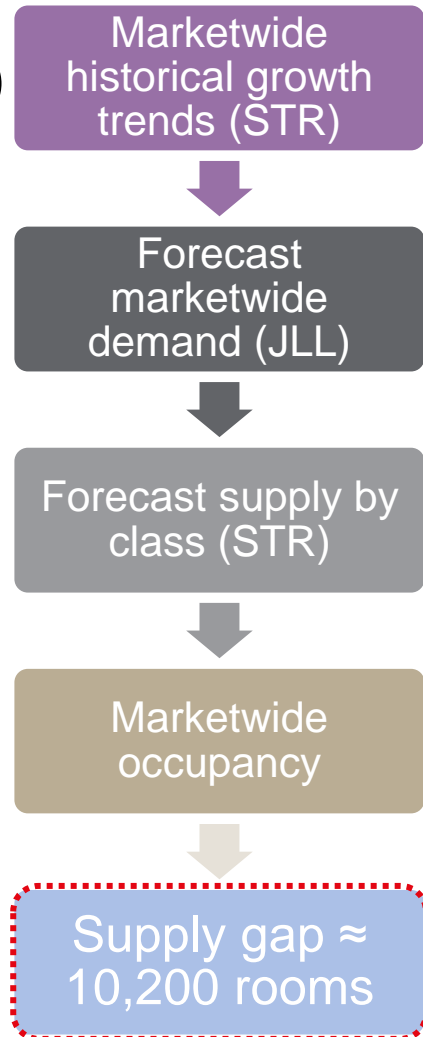 )
Marketwide
historical growth
trends (STR)
Forecast
marketwide
demand (JLL)
Forecast supply by
class (STR)
Marketwide
occupancy
Supply gap ≈
10,200 rooms